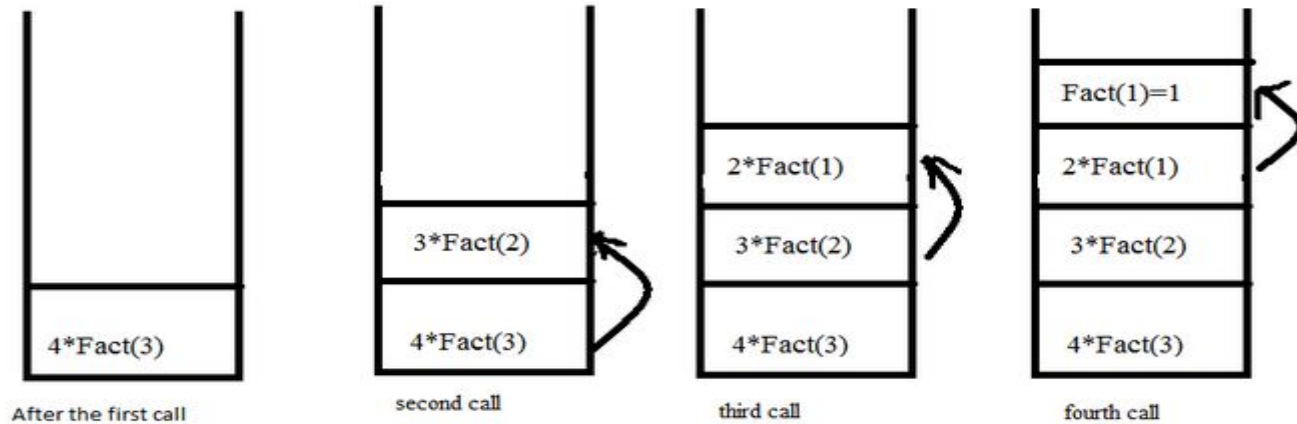 4*Fact(3)
After the first call
3*Fact(2)
4*Fact(3)
second call
2*Fact(1)
3*Fact(2)
4*Fact(3)
third call
Fact(1)=1
2*Fact(1)
3*Fact(2)
4*Fact(3)
fourth call